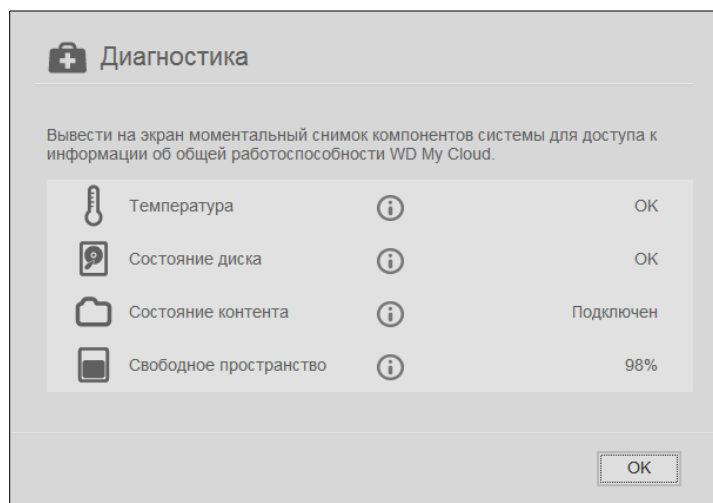 Диагностика
Вывести на экран моментальный снимок компонентов системы для доступа к
информации об общей работоспособности WD My Cloud.
Температура OK
Состояние диска OK
Состояние контента Подключен
Свободное пространство 98%
OK